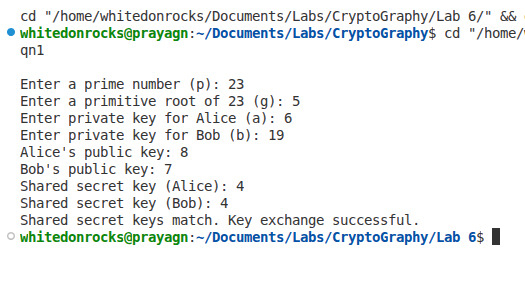 cd "/home/whitedonrocks/Documents/Labs/CryptoGraphy/Lab 6/" &&
whitedonrocks@prayagn:~/Documents/Labs/CryptoGraphy$ cd "/home/
qn1
Enter a prime number (p): 23
Enter a primitive root of 23 (g): 5
Enter private key for Alice (a): 6
Enter private key for Bob (b): 19
Alice's public key: 8
Bob's public key: 7
Shared secret key (Alice): 4
Shared secret key (Bob): 4
Shared secret keys match. Key exchange successful.
whitedonrocks@prayagn:~/Documents/Labs/CryptoGraphy/Lab 6$